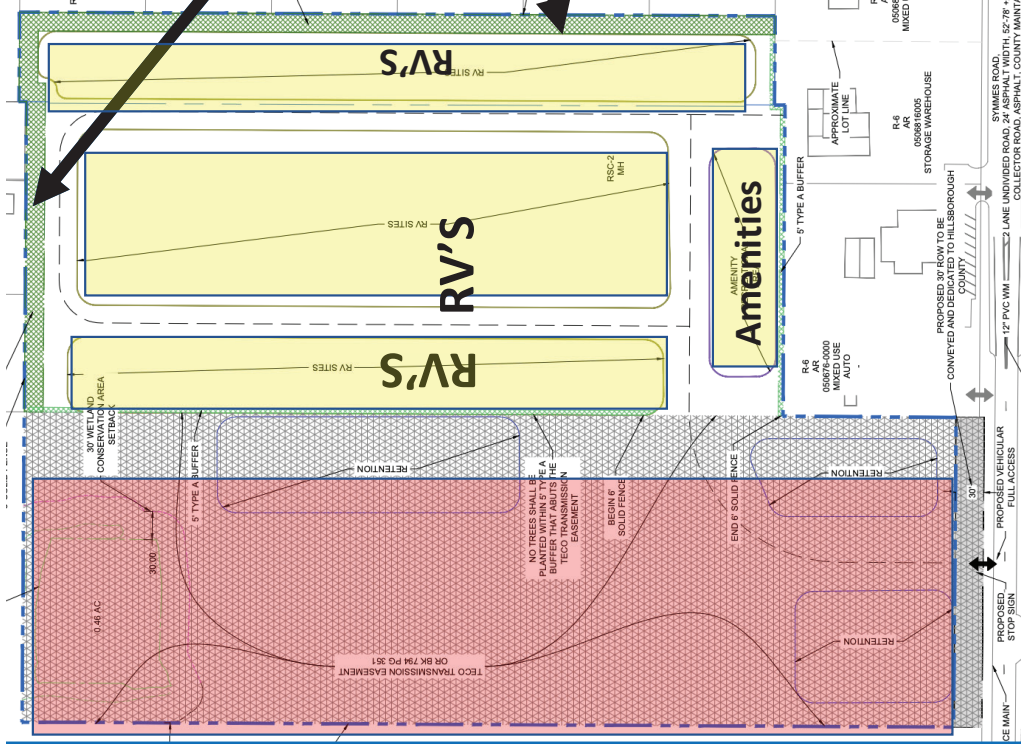 RV'S
RV SITES
RV'S
RV SITES
RSC-2
MH
RV'S
RV SITES
Amenities
AMENITY
5' TYPE A BUFFER
APPROXIMATE
LOT LINE
MIXED U
R-6
AR
0506816005
STORAGE WAREHOUSE
R-6
AR
050676-0000
MIXED USE
AUTO
PROPOSED 30' ROW TO BE
CONVEYED AND DEDICATED TO HILLSBOROUGH
COUNTY
SYMMES ROAD,
2 LANE UNDIVIDED ROAD, 24' ASPHALT WIDTH, 52'-78'
COLLECTOR ROAD, ASPHALT, COUNTY MAINTA
12" PVC WM
30' WETLAND
CONSERVATION AREA
SETBACK
5' TYPE A BUFFER
RETENTION
NO TREES SHALL BE
PLANTED WITHIN 5' TYPE A
BUFFER THAT ABUTS THE
TECO TRANSMISSION
EASEMENT
BEGIN 6'
SOLID FENCE
END 6' SOLID FENCE
RETENTION
30'
PROPOSED VEHICULAR
FULL ACCESS
30.00
0.46 AC
TECO TRANSMISSION EASEMENT
OR BK 794 PG 351
RETENTION
PROPOSED
STOP SIGN
CE MAIN